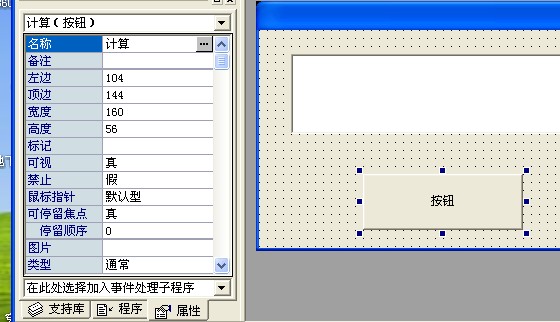 计算（按钮）
名称 计算 ...
备注
左边 104
顶边 144
宽度 160
高度 56
标记
可视 真
禁止 假
鼠标指针 默认型
可停留焦点 真
停留顺序 0
图片
类型 通常
在此处选择加入事件处理子程序
支持库 程序 属性
按钮